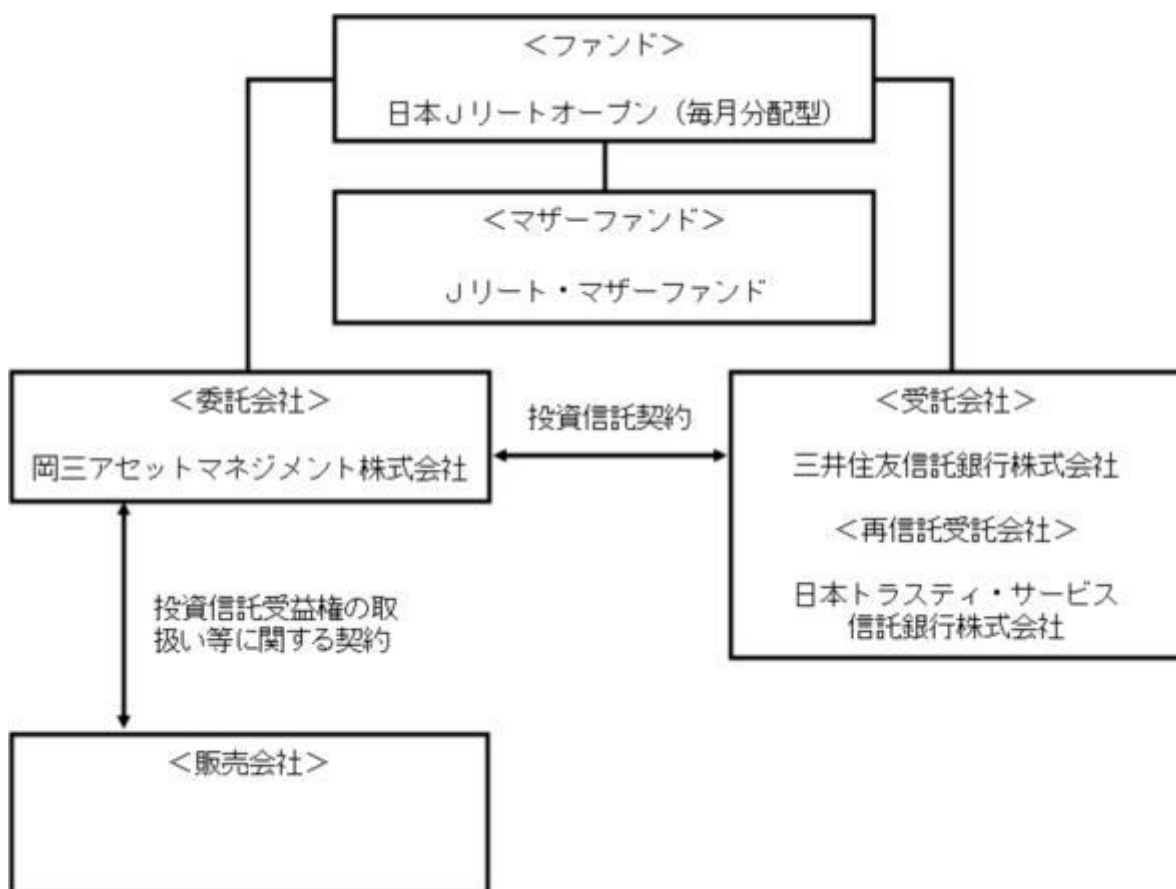 ＜ファンド＞
日本Ｊリートオープン（毎月分配型）
＜マザーファンド＞
Ｊリート・マザーファンド
＜委託会社＞
岡三アセットマネジメント株式会社
投資信託契約
＜受託会社＞
三井住友信託銀行株式会社
＜再信託受託会社＞
日本トラスティ・サービス
信託銀行株式会社
投資信託受益権の取
扱い等に関する契約
＜販売会社＞